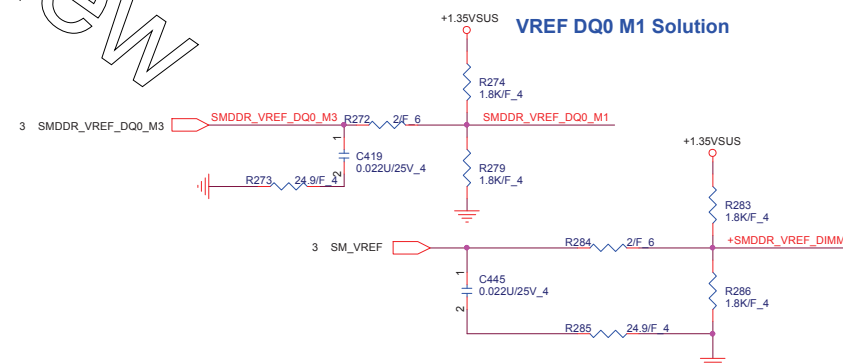 ew
+1.35VSUS
VREF DQ0 M1 Solution
R274
1.8K/F_4
3 SMDDR_VREF_DQ0_M3
SMDDR_VREF_DQ0_M3
R272
2/F_6
SMDDR_VREF_DQ0_M1
1
C419
0.022U/25V_4
2
R273
24.9/F_4
R279
1.8K/F_4
+1.35VSUS
R283
1.8K/F_4
3 SM_VREF
R284
2/F_6
+SMDDR_VREF_DIMM
1
C445
0.022U/25V_4
2
R286
1.8K/F_4
R285
24.9/F_4